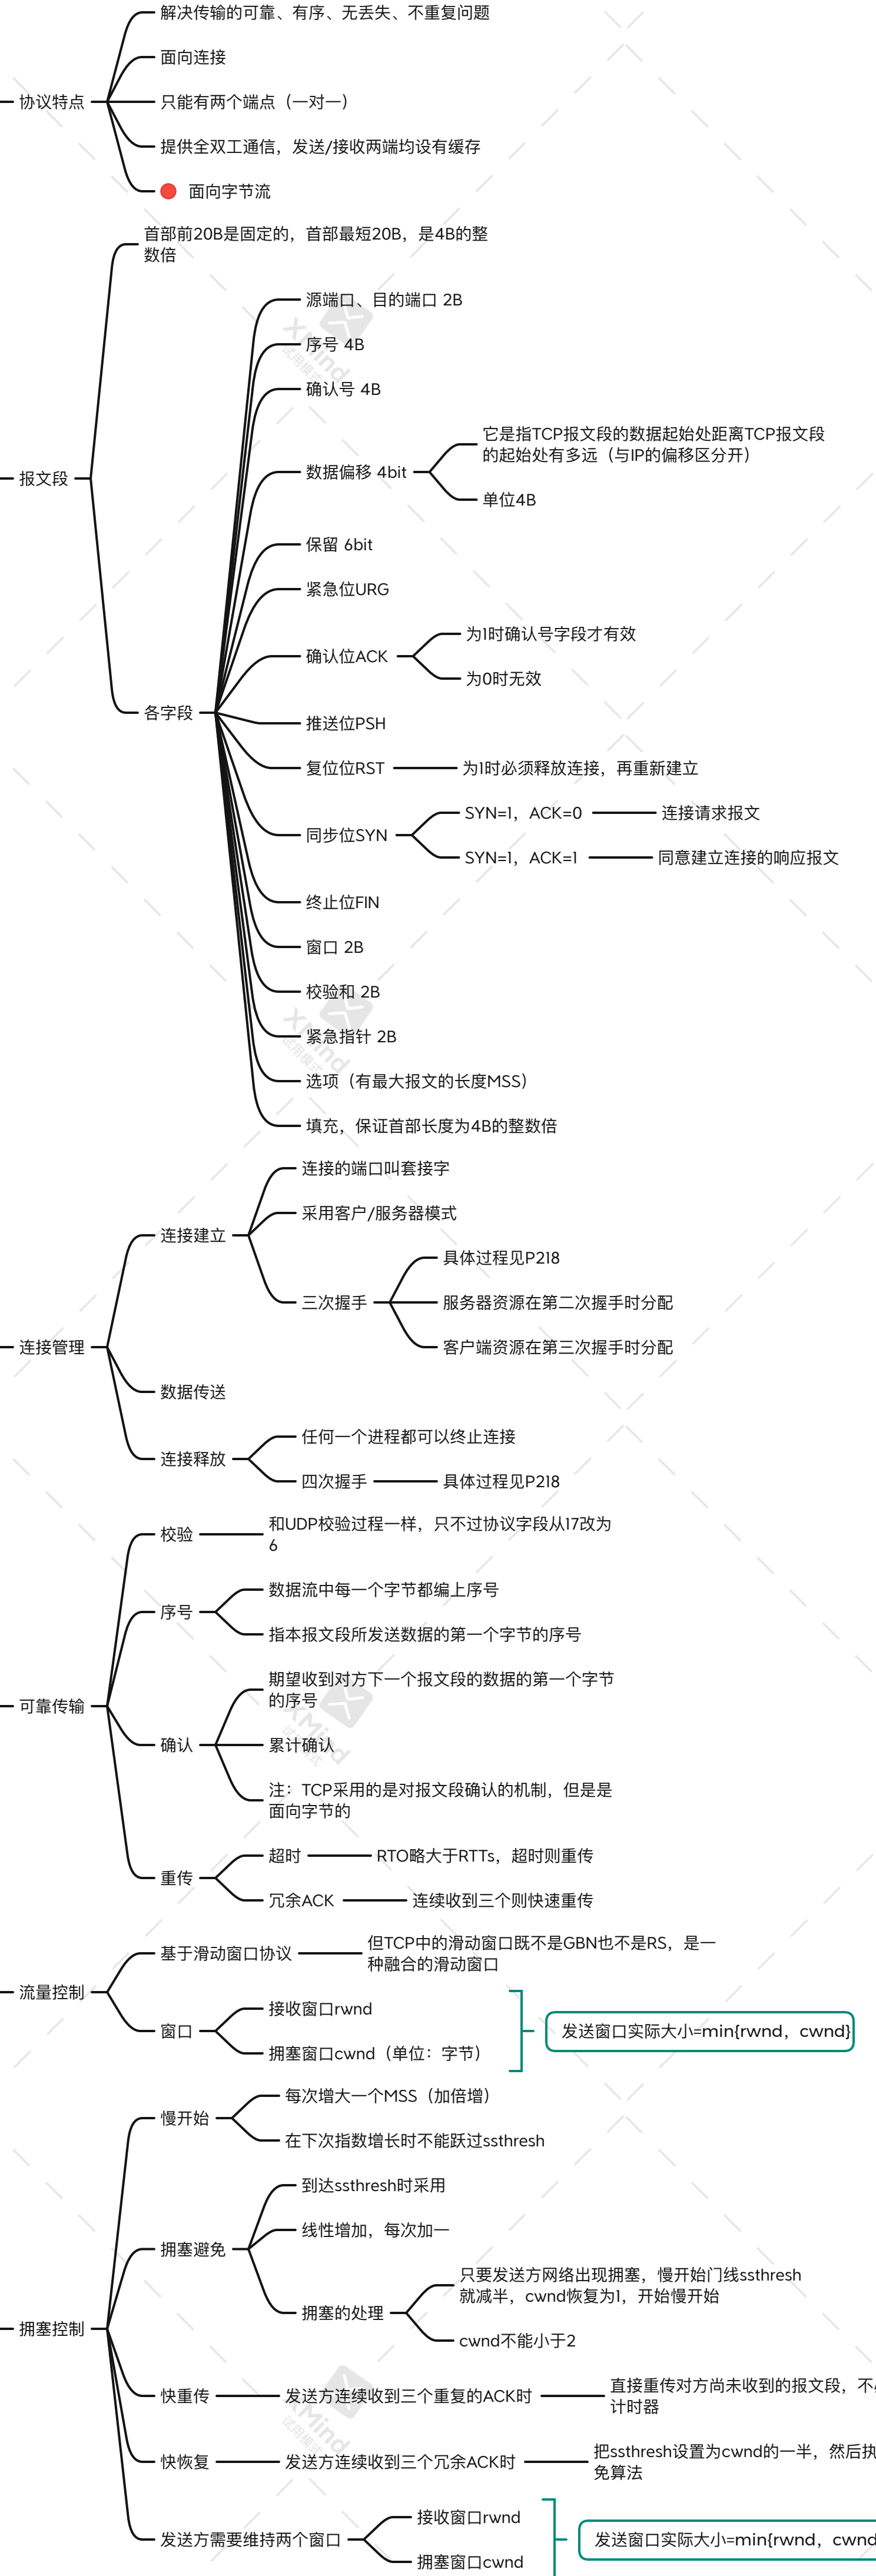 解决传输的可靠、有序、无丢失、不重复问题
面向连接
协议特点
只能有两个端点（一对一）
提供全双工通信，发送/接收两端均设有缓存
面向字节流
首部前20B是固定的，首部最短20B，是4B的整
数倍
报文段
各字段
源端口、目的端口 2B
序号 4B
确认号 4B
数据偏移 4bit
它是指TCP报文段的数据起始处距离TCP报文段
的起始处有多远（与IP的偏移区分开）
单位4B
保留 6bit
紧急位URG
确认位ACK
为1时确认号字段才有效
为0时无效
推送位PSH
复位位RST
为1时必须释放连接，再重新建立
同步位SYN
SYN=1，ACK=0
连接请求报文
SYN=1，ACK=1
同意建立连接的响应报文
终止位FIN
窗口 2B
校验和 2B
紧急指针 2B
选项（有最大报文的长度MSS）
填充，保证首部长度为4B的整数倍
连接管理
连接建立
连接的端口叫套接字
采用客户/服务器模式
三次握手
具体过程见P218
服务器资源在第二次握手时分配
客户端资源在第三次握手时分配
数据传送
连接释放
任何一个进程都可以终止连接
四次握手
具体过程见P218
可靠传输
校验
和UDP校验过程一样，只不过协议字段从17改为
6
序号
数据流中每一个字节都编上序号
指本报文段所发送数据的第一个字节的序号
确认
期望收到对方下一个报文段的数据的第一个字节
的序号
累计确认
注：TCP采用的是对报文段确认的机制，但是是
面向字节的
重传
超时
RTO略大于RTTs，超时则重传
冗余ACK
连续收到三个则快速重传
流量控制
基于滑动窗口协议
但TCP中的滑动窗口既不是GBN也不是RS，是一
种融合的滑动窗口
窗口
接收窗口rwnd
拥塞窗口cwnd（单位：字节）
发送窗口实际大小=min{rwnd，cwnd}
拥塞控制
慢开始
每次增大一个MSS（加倍增）
在下次指数增长时不能跃过ssthresh
拥塞避免
到达ssthresh时采用
线性增加，每次加一
拥塞的处理
只要发送方网络出现拥塞，慢开始门线ssthresh
就减半，cwnd恢复为1，开始慢开始
cwnd不能小于2
快重传
发送方连续收到三个重复的ACK时
直接重传对方尚未收到的报文段，不
计时器
快恢复
发送方连续收到三个冗余ACK时
把ssthresh设置为cwnd的一半，然后执
免算法
发送方需要维持两个窗口
接收窗口rwnd
拥塞窗口cwnd
发送窗口实际大小=min{rwnd，cwnd
XMind
试用模式
XMind
试用模式
XMind
试用模式
XMind
试用模式